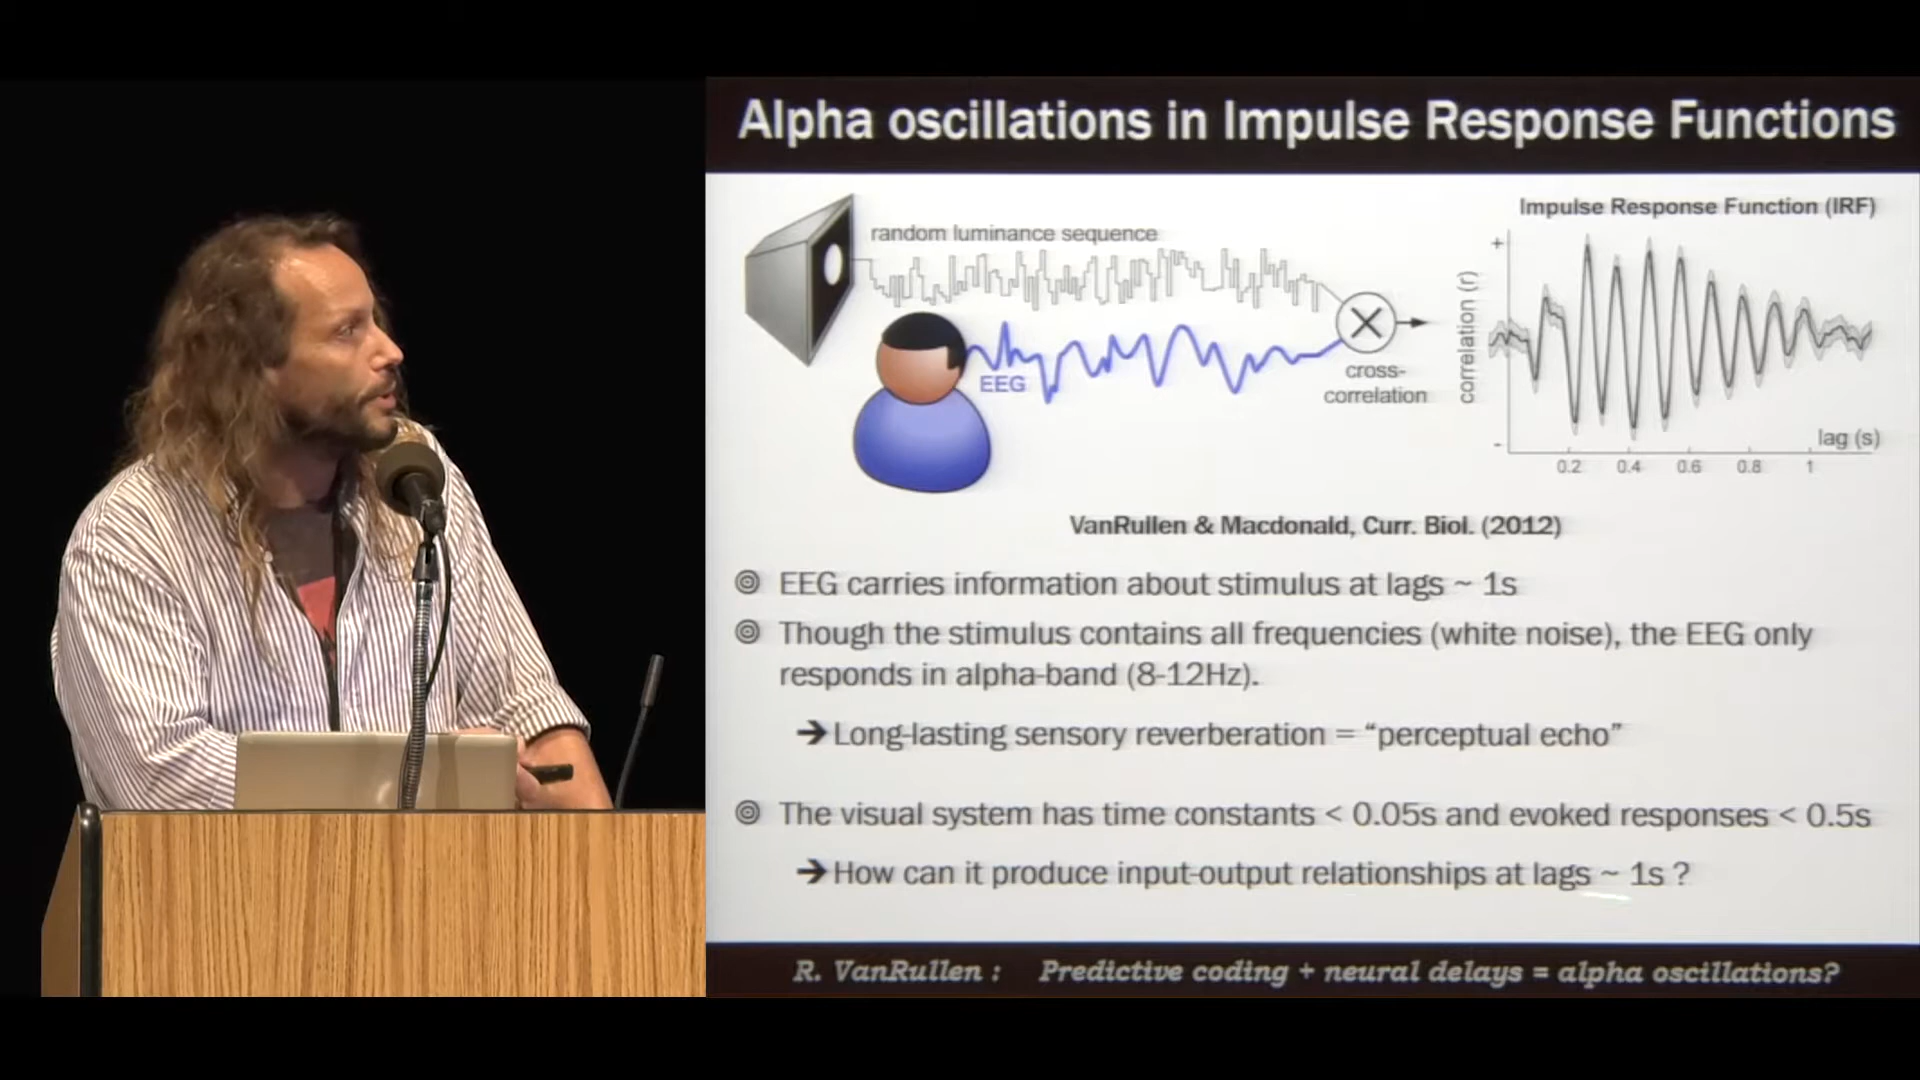 Alpha oscillations in Impulse Response Functions
random luminance sequence
EEG
cross-
correlation
Impulse Response Function (IRF)
+
correlation (r)
-
lag (s)
0.2 0.4 0.6 0.8 1
VanRullen & Macdonald, Curr. Biol. (2012)
EEG carries information about stimulus at lags ~ 1s
Though the stimulus contains all frequencies (white noise), the EEG only
responds in alpha-band (8-12Hz).
➔ Long-lasting sensory reverberation = “perceptual echo”
The visual system has time constants < 0.05s and evoked responses < 0.5s
➔ How can it produce input-output relationships at lags ~ 1s ?
R. VanRullen : Predictive coding + neural delays = alpha oscillations?